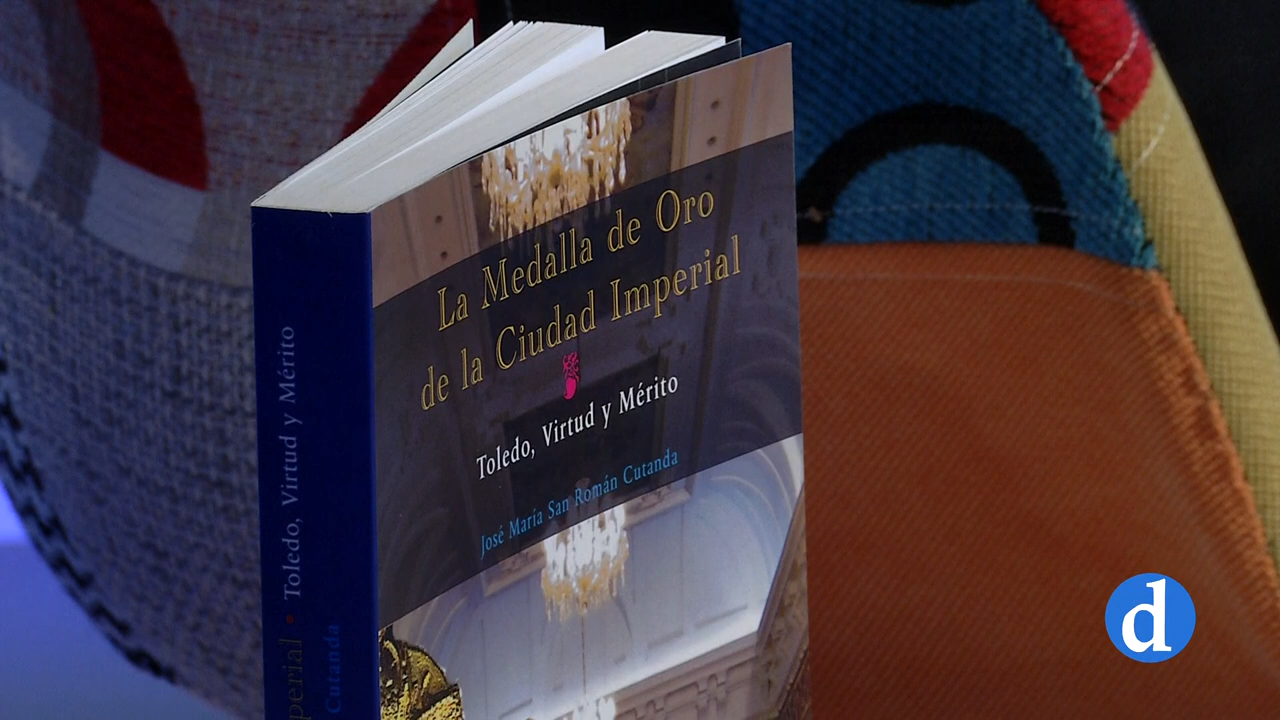 La Medalla de Oro
de la Ciudad Imperial
Toledo, Virtud y Mérito
José María San Román Cutanda
perial • Toledo, Virtud y Mérito
Cutanda
d